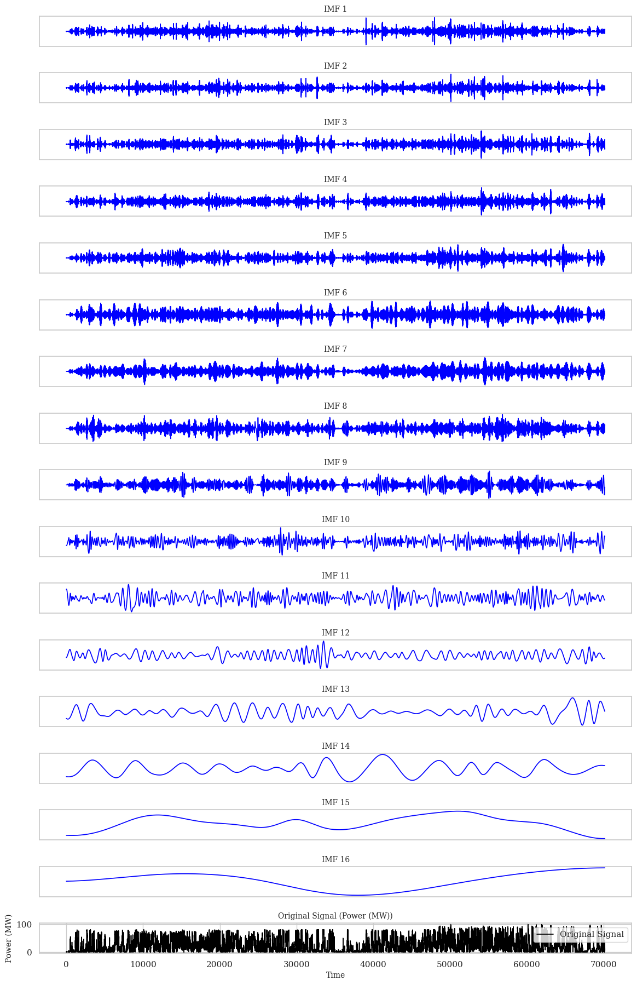 IMF 1
IMF 2
IMF 3
IMF 4
IMF 5
IMF 6
IMF 7
IMF 8
IMF 9
IMF 10
IMF 11
IMF 12
IMF 13
IMF 14
IMF 15
IMF 16
Original Signal (Power (MW))
Power (MW)
100
0
Original Signal
0 10000 20000 30000 40000 50000 60000 70000
Time